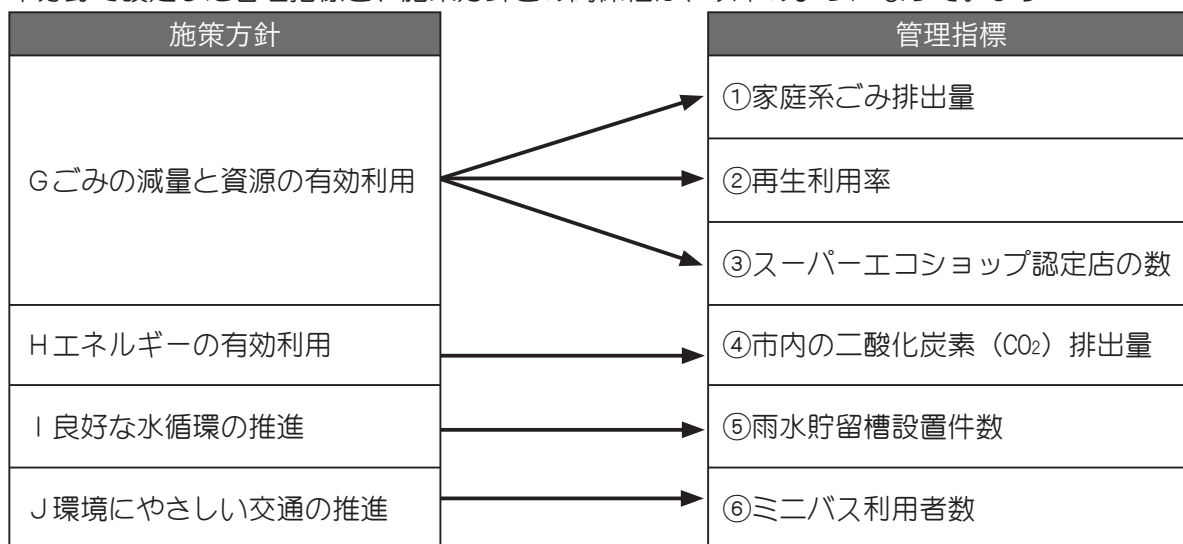 施策方針
管理指標
Gごみの減量と資源の有効利用
①家庭系ごみ排出量
②再生利用率
③スーパーエコショップ認定店の数
Hエネルギーの有効利用
④市内の二酸化炭素（CO₂）排出量
I良好な水循環の推進
⑤雨水貯留槽設置件数
J環境にやさしい交通の推進
⑥ミニバス利用者数